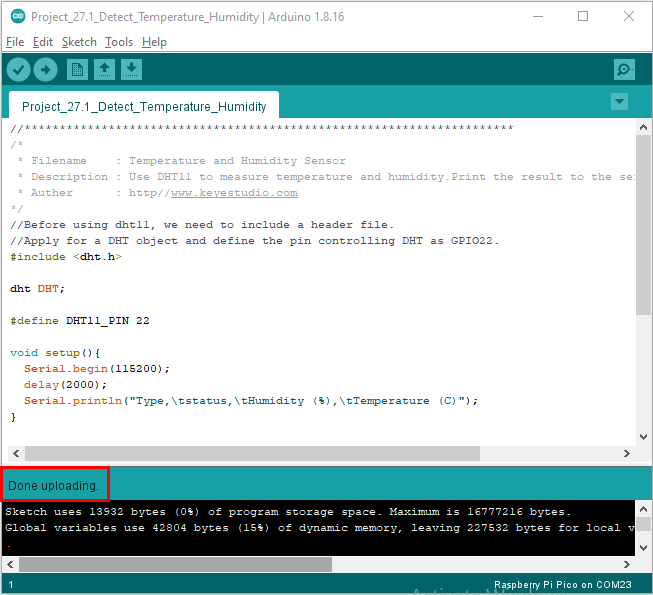 Project_27.1_Detect_Temperature_Humidity | Arduino 1.8.16
File Edit Sketch Tools Help
Project_27.1_Detect_Temperature_Humidity
//**********************************************************************
/*
 * Filename    : Temperature and Humidity Sensor
 * Description : Use DHT11 to measure temperature and humidity.Print the result to the se
 * Auther      : http//www.keyestudio.com
*/
//Before using dht11, we need to include a header file.
//Apply for a DHT object and define the pin controlling DHT as GPIO22.
#include <dht.h>
dht DHT;
#define DHT11_PIN 22
void setup(){
  Serial.begin(115200);
  delay(2000);
  Serial.println("Type,\tstatus,\tHumidity (%),\tTemperature (C)");
}
Done uploading.
Sketch uses 13932 bytes (0%) of program storage space. Maximum is 16777216 bytes.
Global variables use 42804 bytes (15%) of dynamic memory, leaving 227532 bytes for local v
.
1 Raspberry Pi Pico on COM23